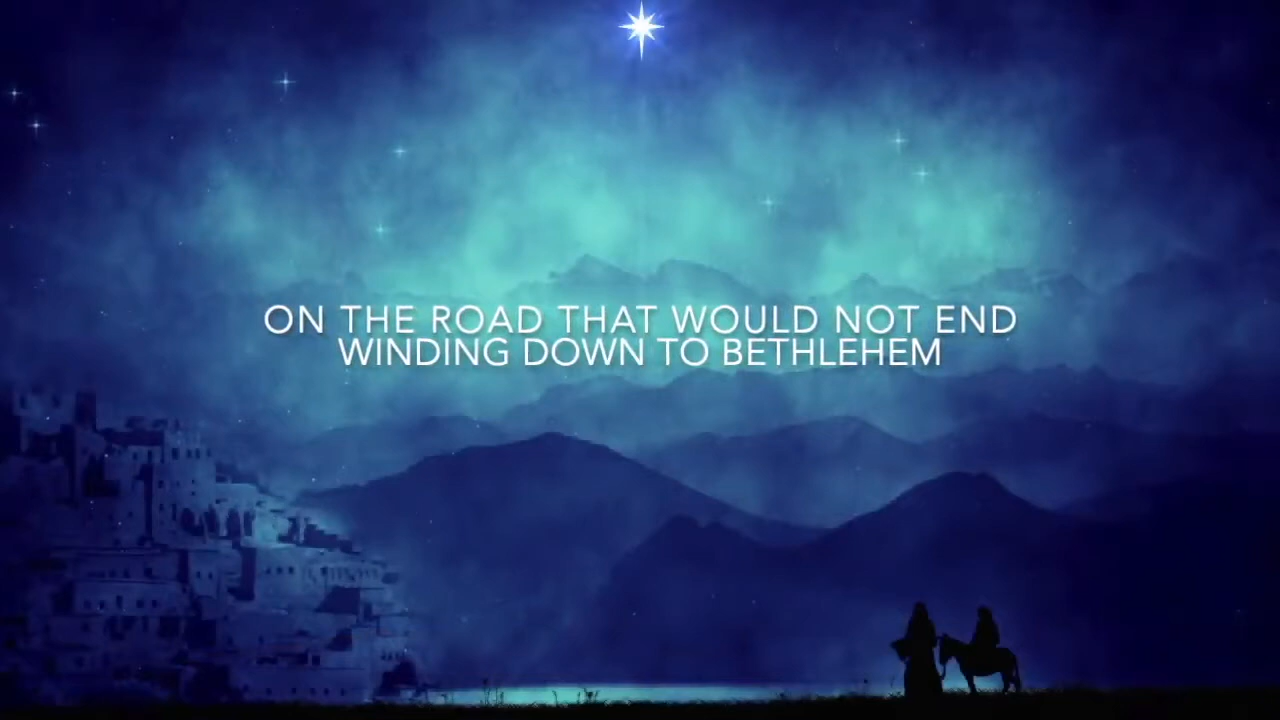 ON THE ROAD THAT WOULD NOT END
WINDING DOWN TO BETHLEHEM